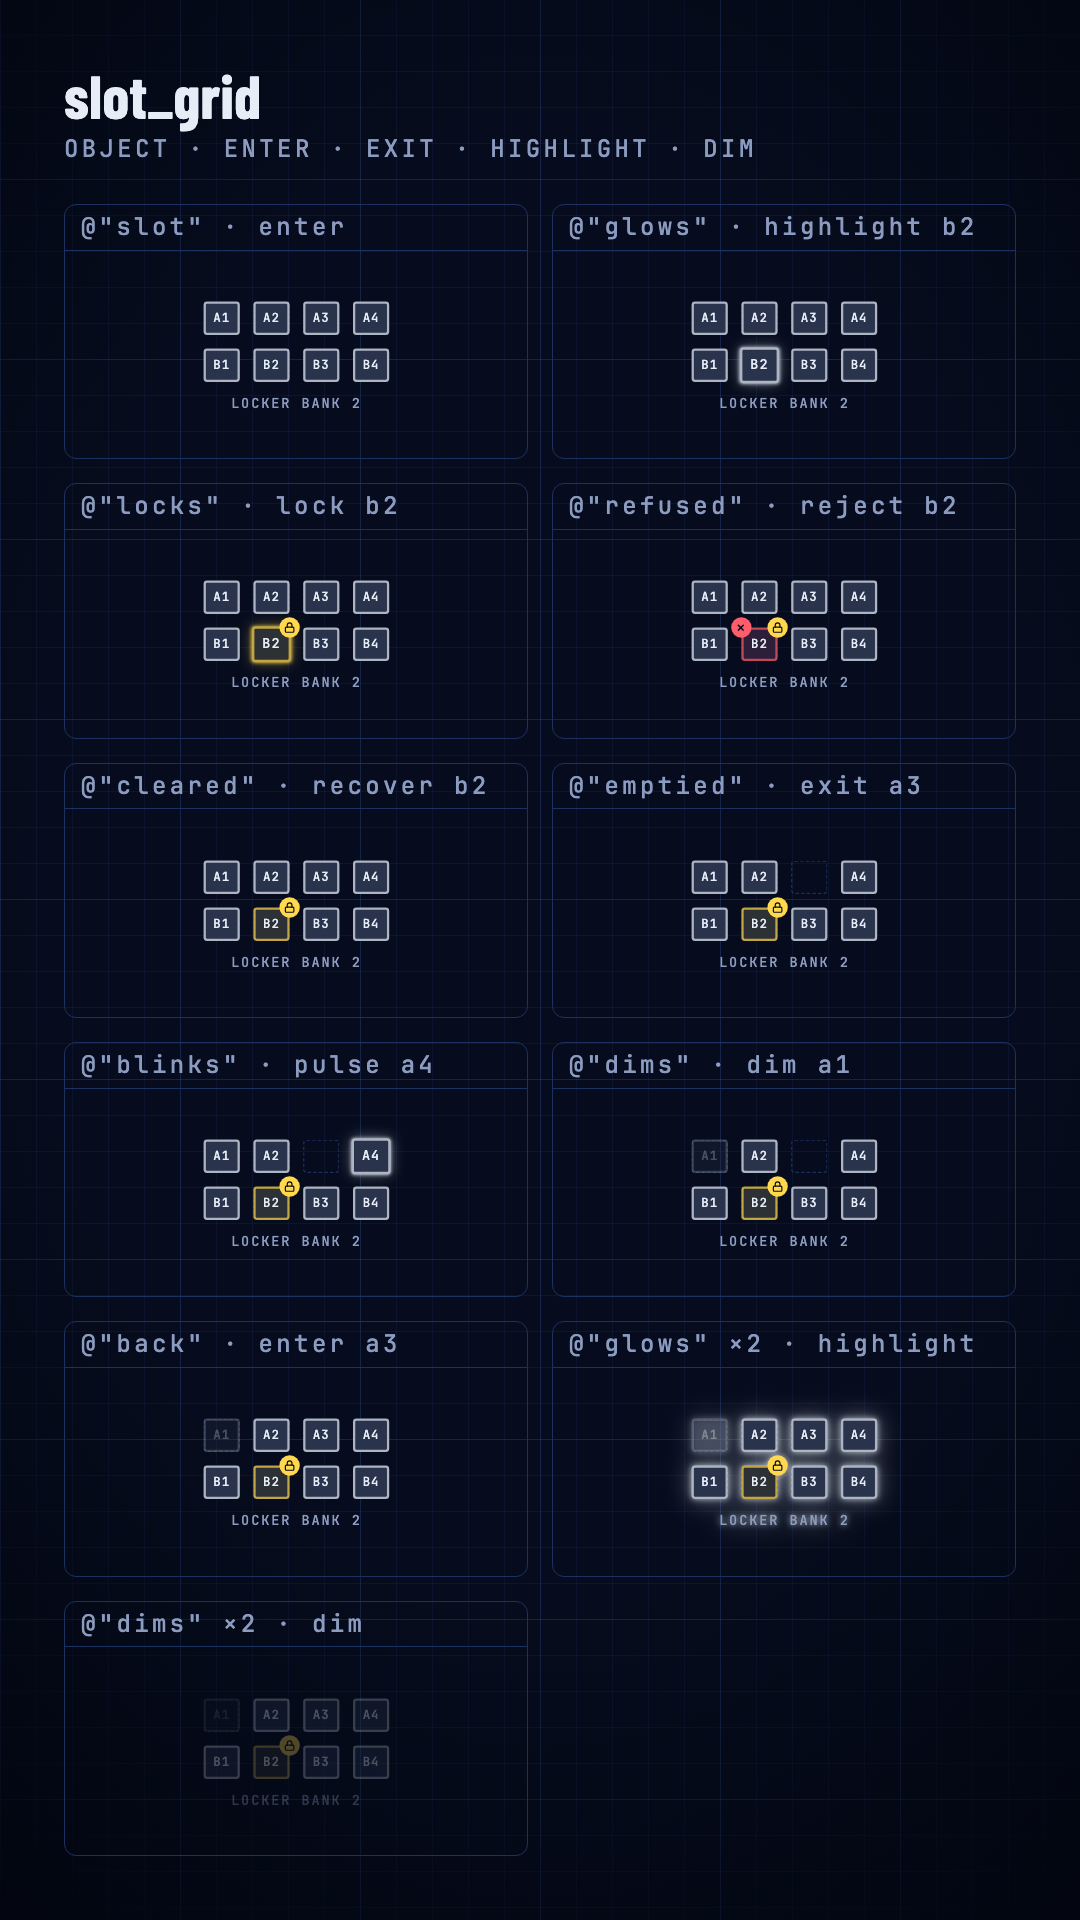 slot_grid
OBJECT · ENTER · EXIT · HIGHLIGHT · DIM
@"slot" · enter
A1 A2 A3 A4
B1 B2 B3 B4
LOCKER BANK 2
@"glows" · highlight b2
A1 A2 A3 A4
B1 B2 B3 B4
LOCKER BANK 2
@"locks" · lock b2
A1 A2 A3 A4
B1 B2 B3 B4
LOCKER BANK 2
@"refused" · reject b2
A1 A2 A3 A4
B1 B2 B3 B4
LOCKER BANK 2
@"cleared" · recover b2
A1 A2 A3 A4
B1 B2 B3 B4
LOCKER BANK 2
@"emptied" · exit a3
A1 A2 A4
B1 B2 B3 B4
LOCKER BANK 2
@"blinks" · pulse a4
A1 A2 A4
B1 B2 B3 B4
LOCKER BANK 2
@"dims" · dim a1
A1 A2 A4
B1 B2 B3 B4
LOCKER BANK 2
@"back" · enter a3
A1 A2 A3 A4
B1 B2 B3 B4
LOCKER BANK 2
@"glows" ×2 · highlight
A1 A2 A3 A4
B1 B2 B3 B4
LOCKER BANK 2
@"dims" ×2 · dim
A1 A2 A3 A4
B1 B2 B3 B4
LOCKER BANK 2